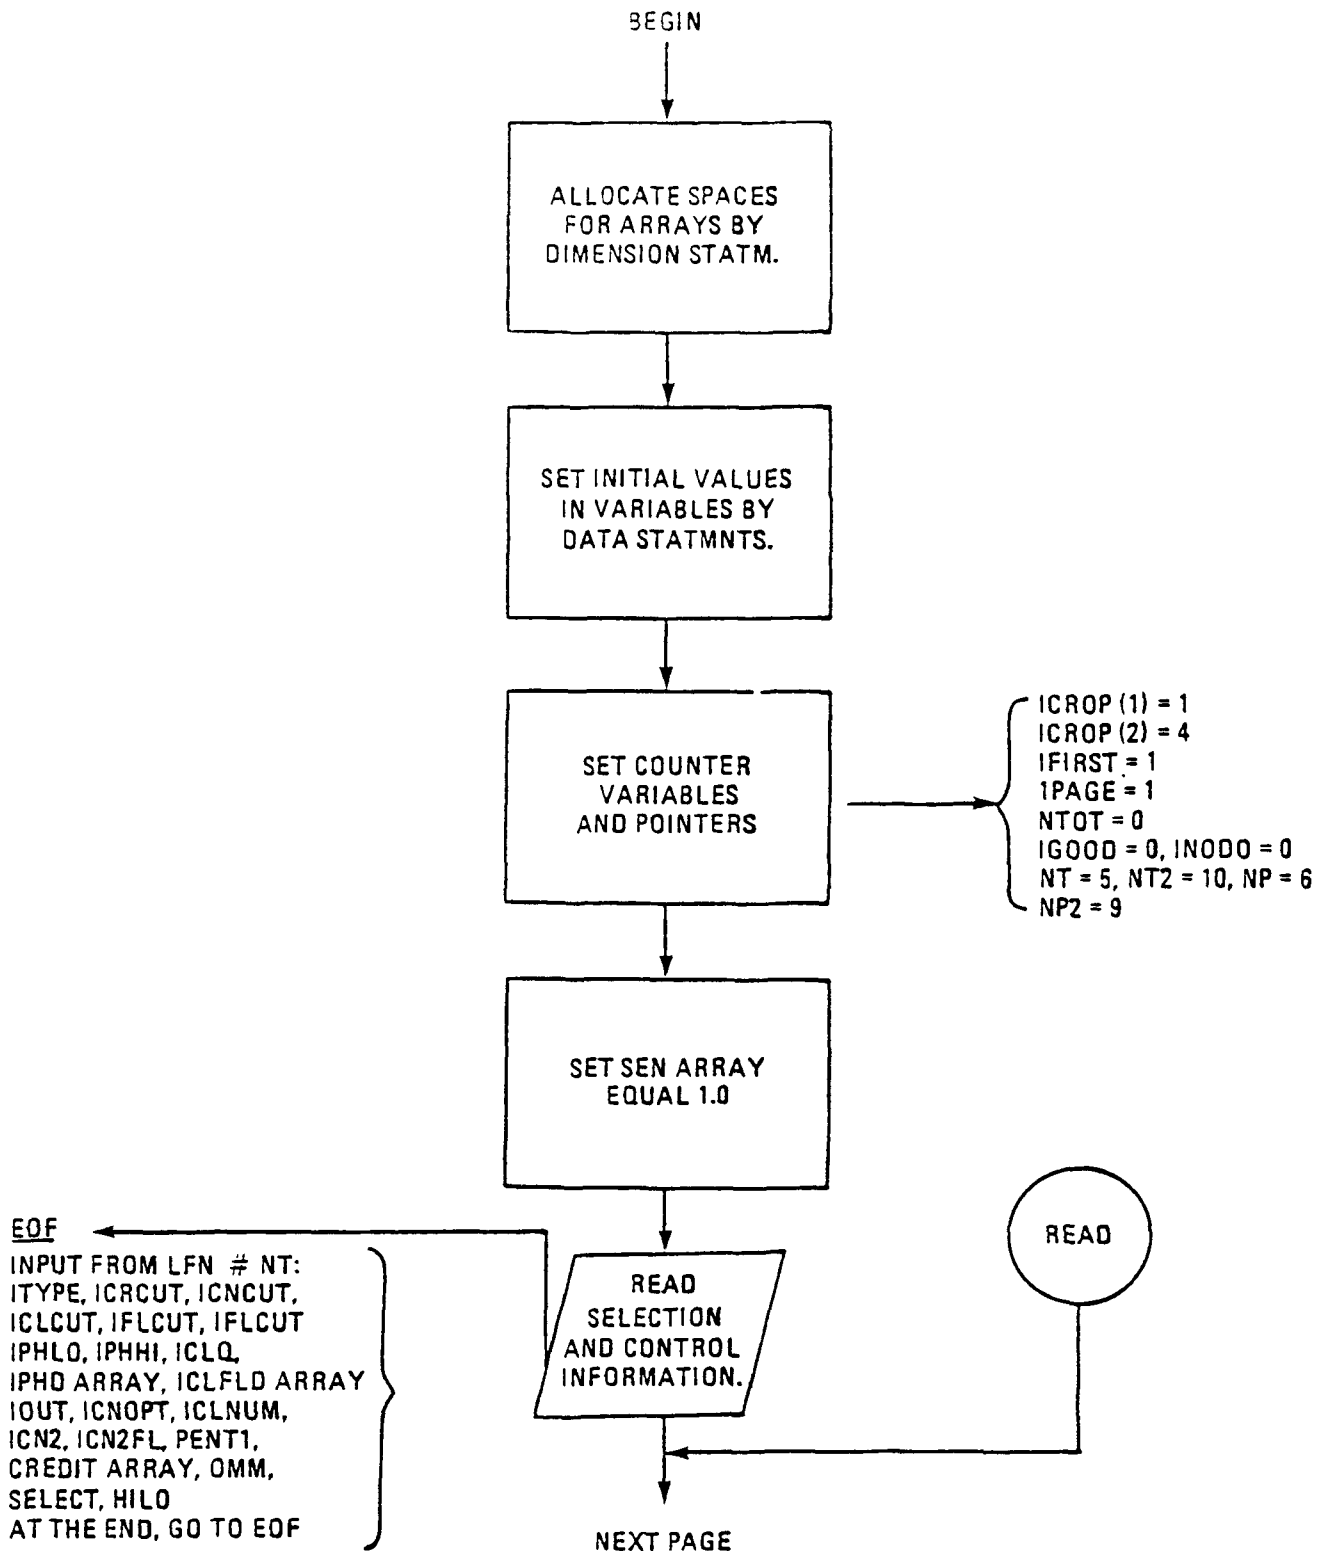 BEGIN
ALLOCATE SPACES
FOR ARRAYS BY
DIMENSION STATM.
SET INITIAL VALUES
IN VARIABLES BY
DATA STATMNTS.
SET COUNTER
VARIABLES
AND POINTERS
ICROP (1) = 1
ICROP (2) = 4
IFIRST = 1
1PAGE = 1
NTOT = 0
IGOOD = 0, INODO = 0
NT = 5, NT2 = 10, NP = 6
NP2 = 9
SET SEN ARRAY
EQUAL 1.0
EOF
INPUT FROM LFN # NT:
ITYPE, ICRCUT, ICNCUT,
ICLCUT, IFLCUT, IFLCUT
IPHLO, IPHHI, ICLQ,
IPHO ARRAY, ICLFLD ARRAY
IOUT, ICNOPT, ICLNUM,
ICN2, ICN2FL, PENT1,
CREDIT ARRAY, OMM,
SELECT, HILO
AT THE END, GO TO EOF
READ
SELECTION
AND CONTROL
INFORMATION.
READ
NEXT PAGE